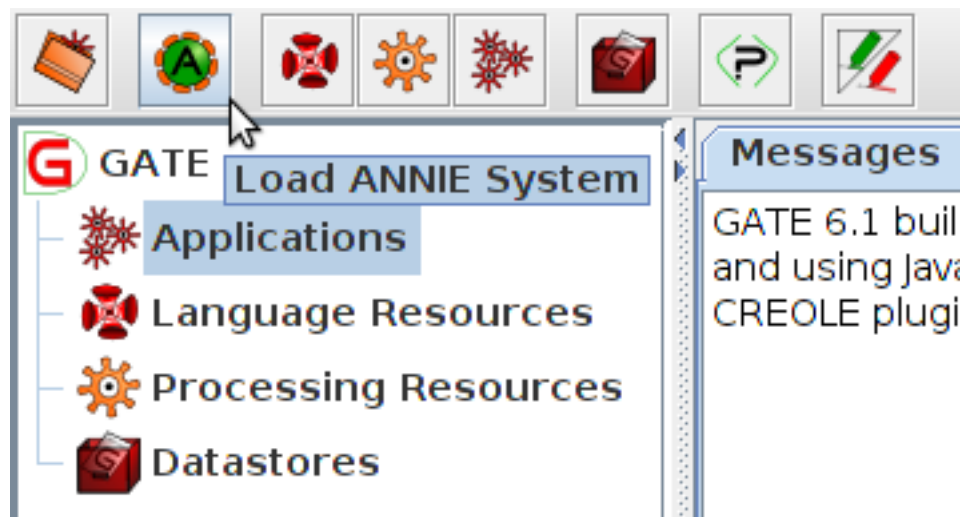 GATE
Load ANNIE System
Applications
Language Resources
Processing Resources
Datastores
Messages
GATE 6.1 buil
and using Java
CREOLE plugi